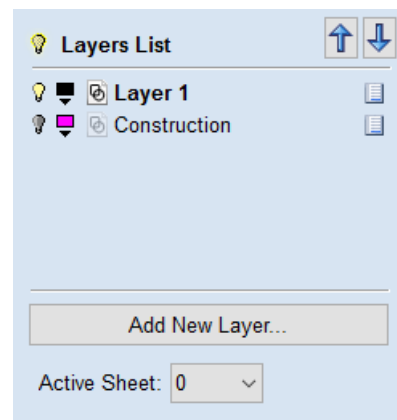 Layers List
Layer 1
Construction
Add New Layer...
Active Sheet: 0